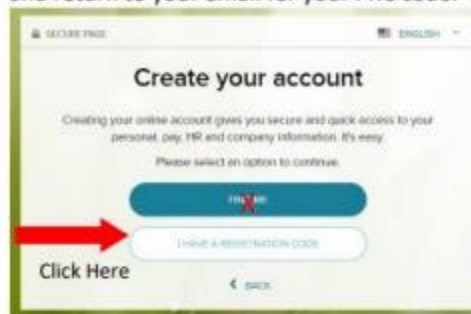 and return to your email for your
SECURE PAGE
ENGLISH
Create your account
Creating your online account gives you secure and quick access to your
personal, pay, HR and company information. It's easy.
Please select an option to continue.
FIND ME
X
I HAVE A REGISTRATION CODE
Click Here
BACK